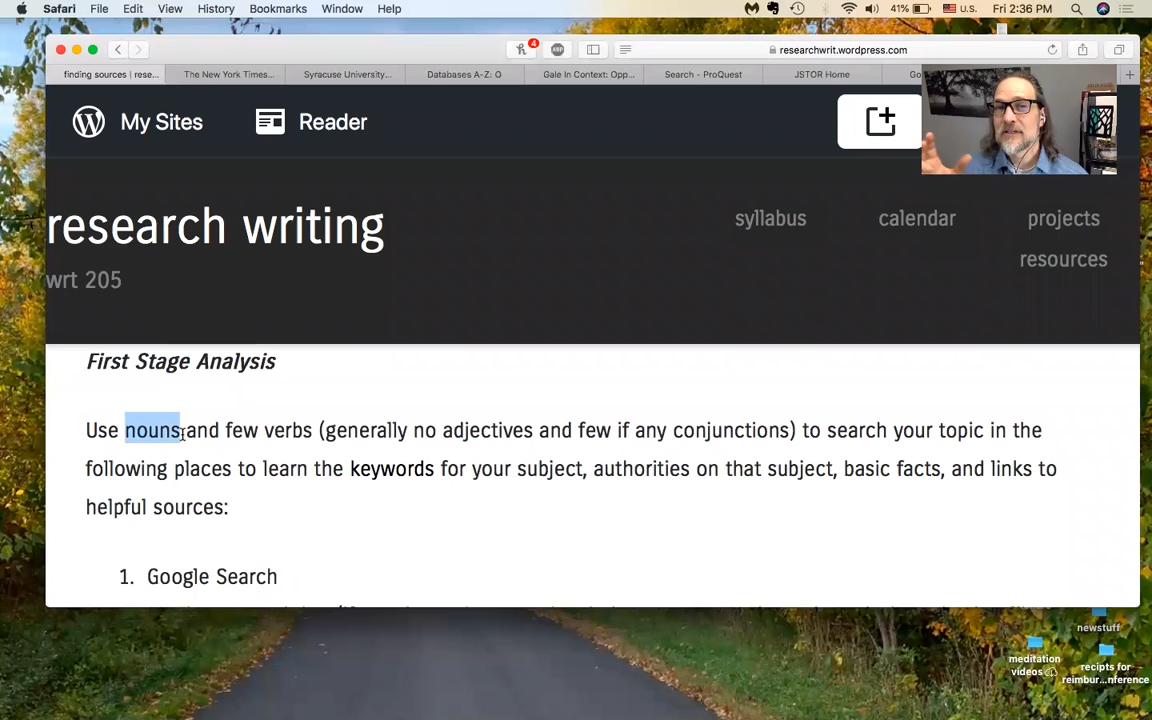 Safari File Edit View History Bookmarks Window Help 41% U.S. Fri 2:36 PM
4 ABP researchwrit.wordpress.com
finding sources | rese... The New York Times... Syracuse University... Databases A-Z: O Gale In Context: Opp... Search - ProQuest JSTOR Home Go
My Sites Reader
research writing
syllabus calendar projects
resources
wrt 205
First Stage Analysis
Use nouns and few verbs (generally no adjectives and few if any conjunctions) to search your topic in the
following places to learn the keywords for your subject, authorities on that subject, basic facts, and links to
helpful sources:
1. Google Search
newstuff
meditation
videos
recipts for
reimbur...nference